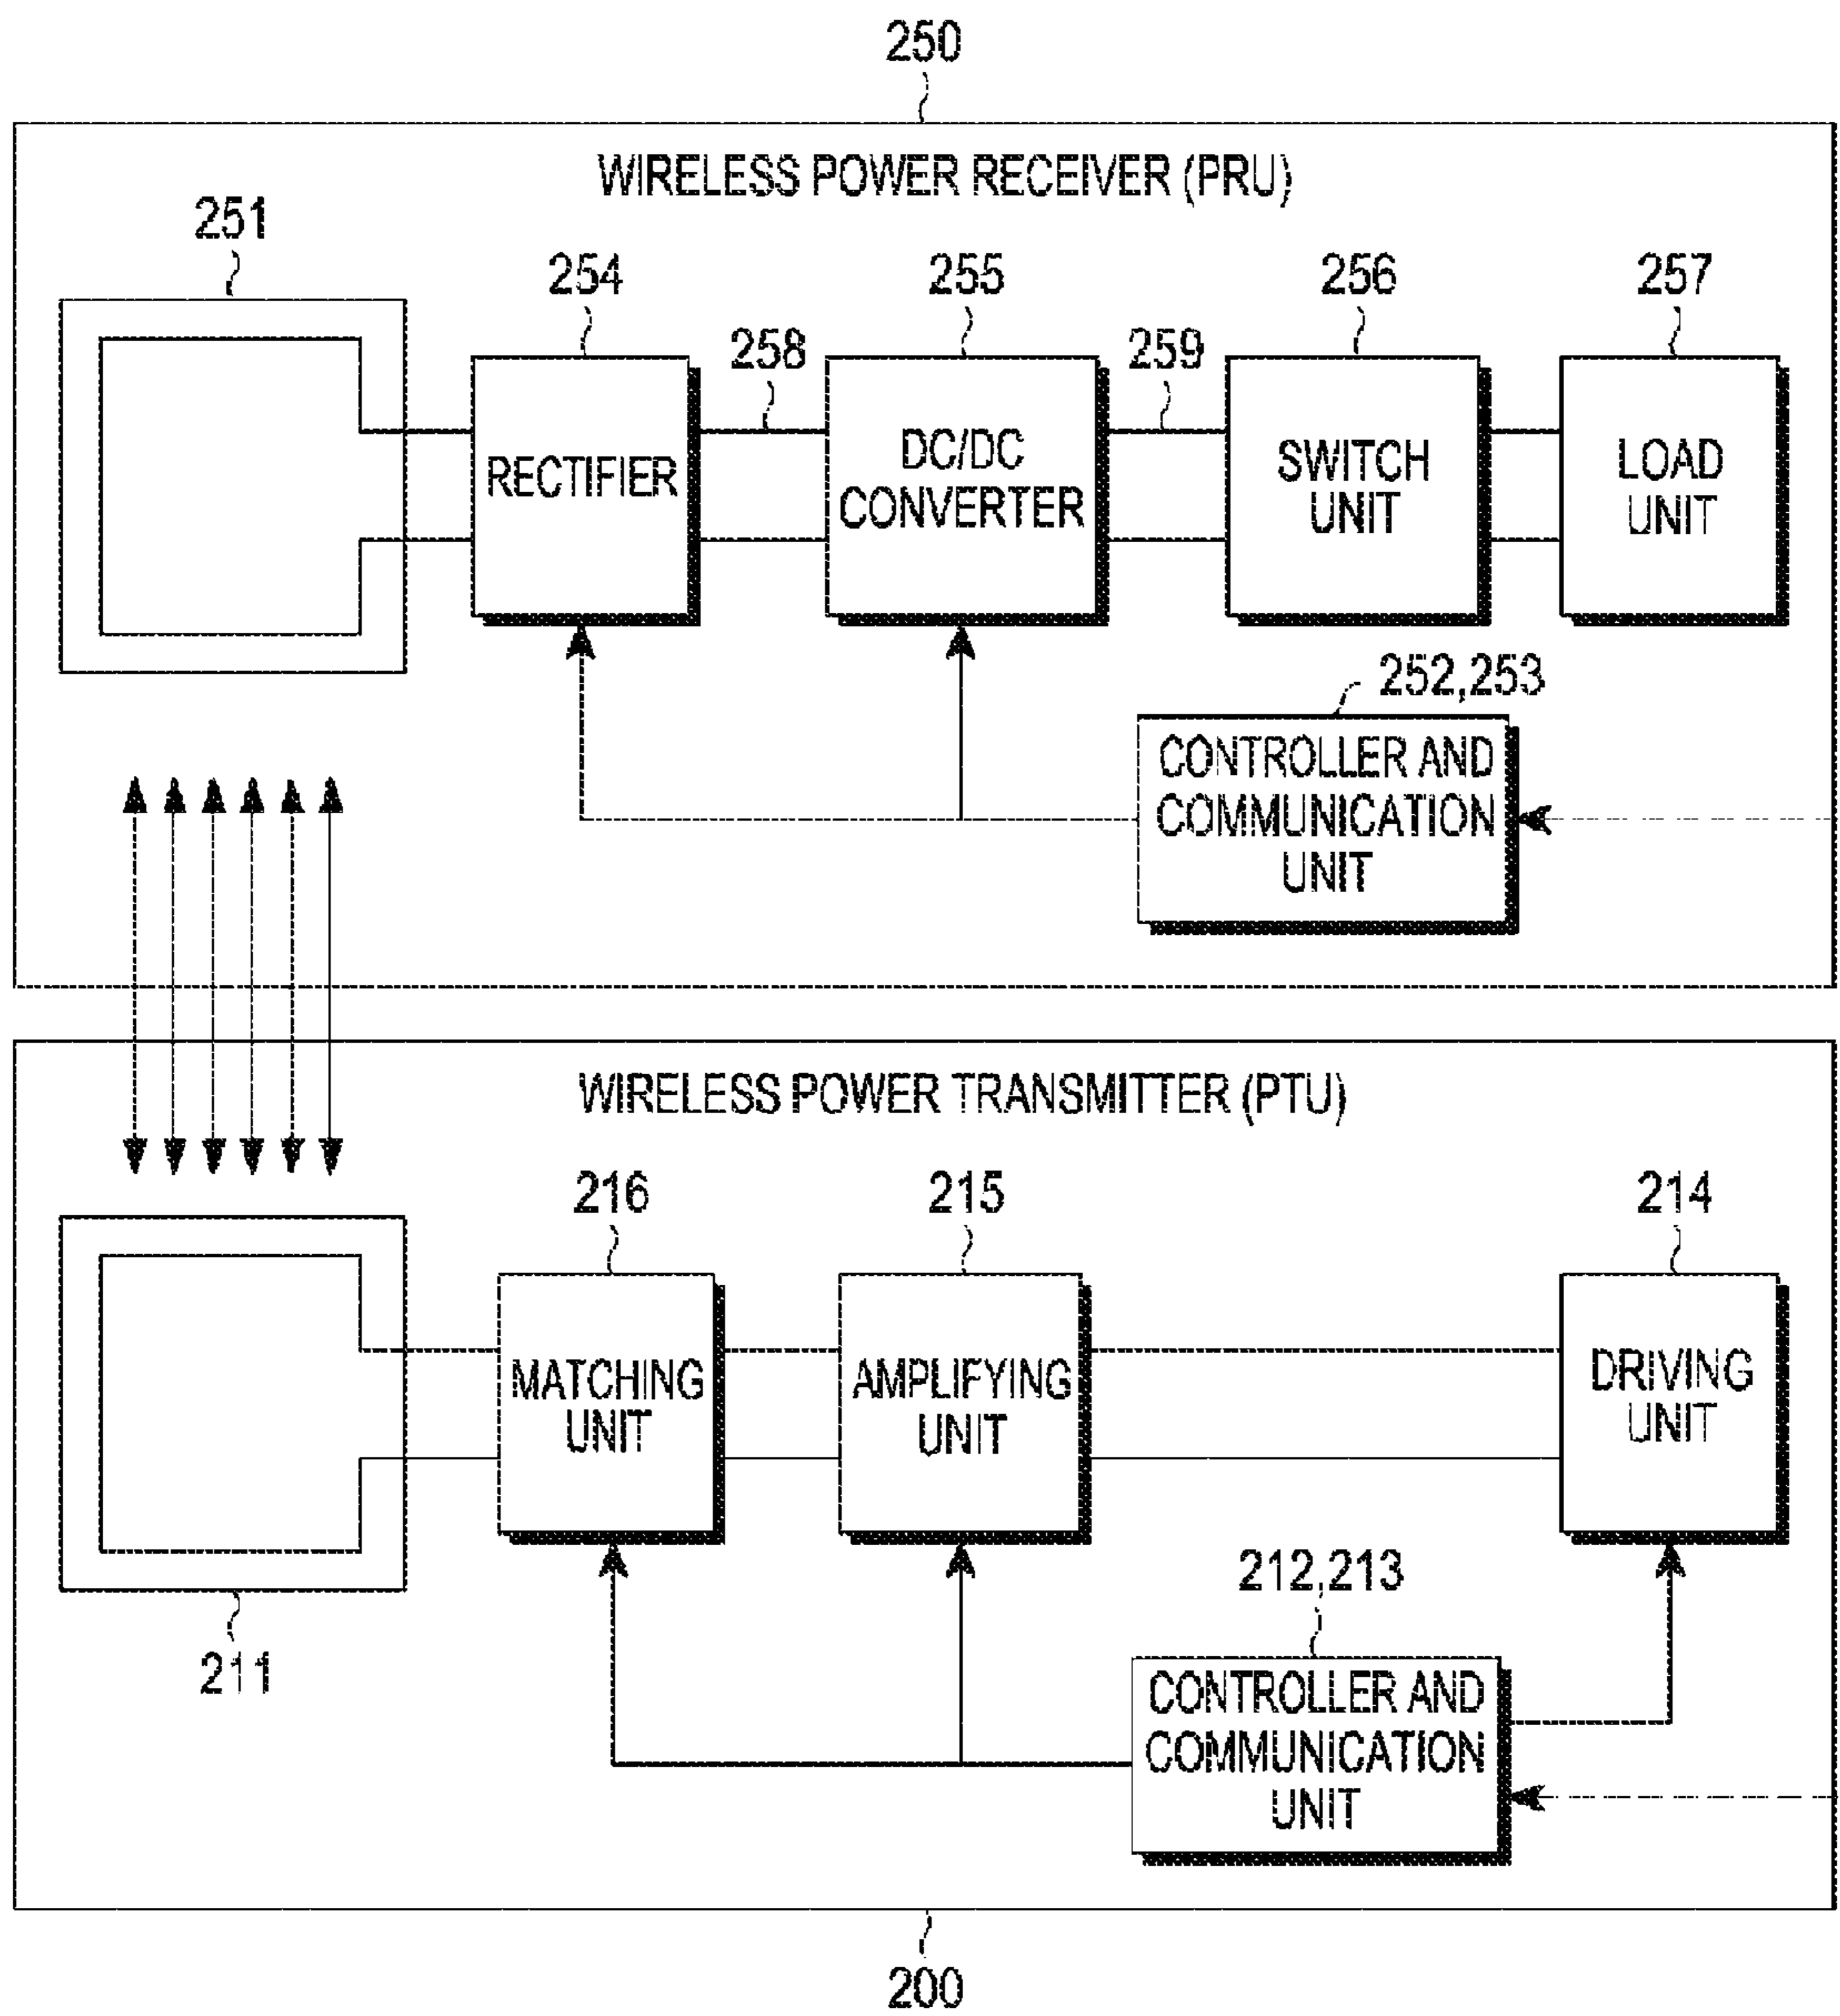 250
WIRELESS POWER RECEIVER (PRU)
251
254
255
256
257
258
259
RECTIFIER
DC/DC
CONVERTER
SWITCH
UNIT
LOAD
UNIT
252,253
CONTROLLER AND
COMMUNICATION
UNIT
WIRELESS POWER TRANSMITTER (PTU)
216
215
214
MATCHING
UNIT
AMPLIFYING
UNIT
DRIVING
UNIT
212,213
211
CONTROLLER AND
COMMUNICATION
UNIT
200